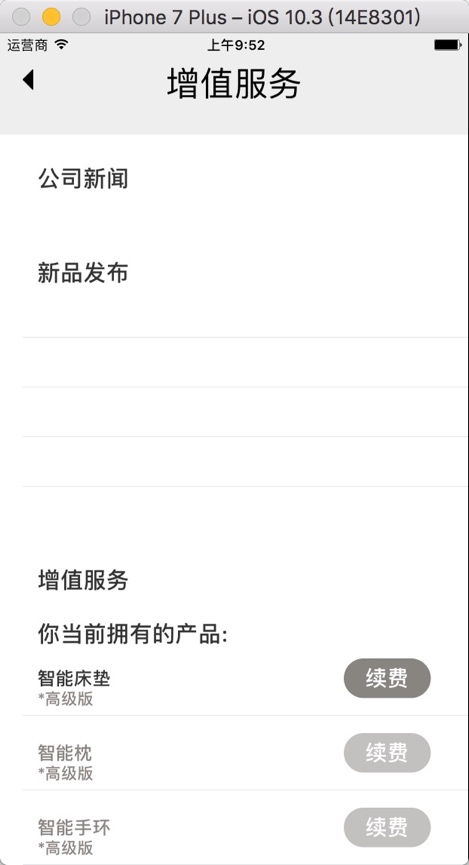 iPhone 7 Plus – iOS 10.3 (14E8301)
运营商 上午9:52
增值服务
公司新闻
新品发布
增值服务
你当前拥有的产品:
智能床垫
*高级版
续费
智能枕
*高级版
续费
智能手环
*高级版
续费